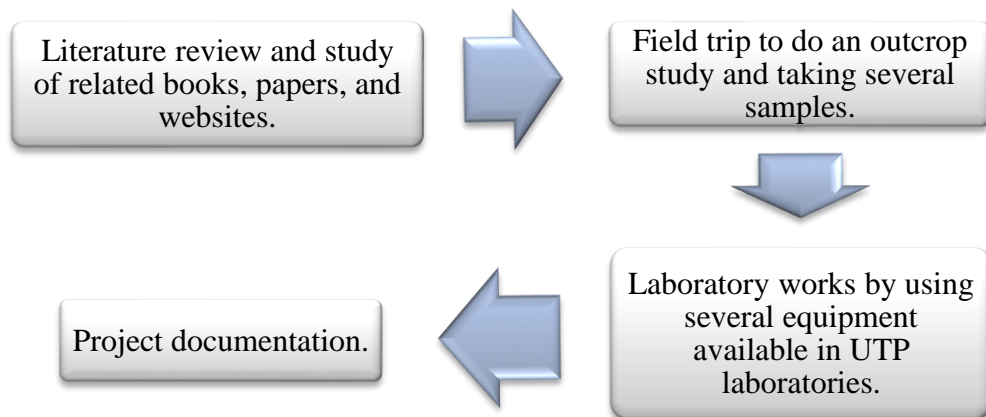 Literature review and study
of related books, papers, and
websites.
Field trip to do an outcrop
study and taking several
samples.
Laboratory works by using
several equipment
available in UTP
laboratories.
Project documentation.